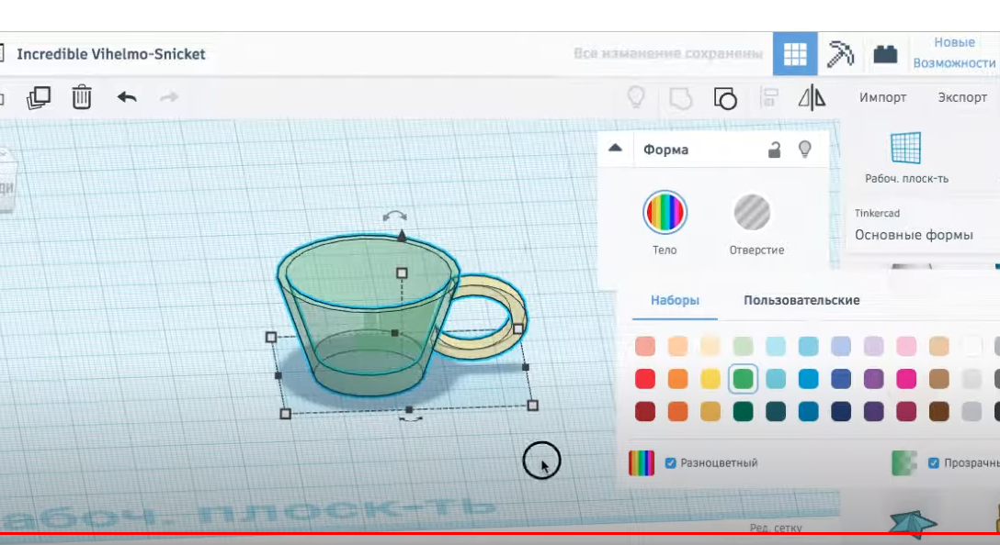 Incredible Vihelmo-Snicket
Все изменение сохранены
Новые
Возможности
Импорт
Экспорт
Форма
Рабоч. плоск-ть
Тело
Отверстие
Tinkercad
Основные формы
Наборы
Пользовательские
Разноцветный
Прозрачны
абоч. плоск-ть
Ред. сетку